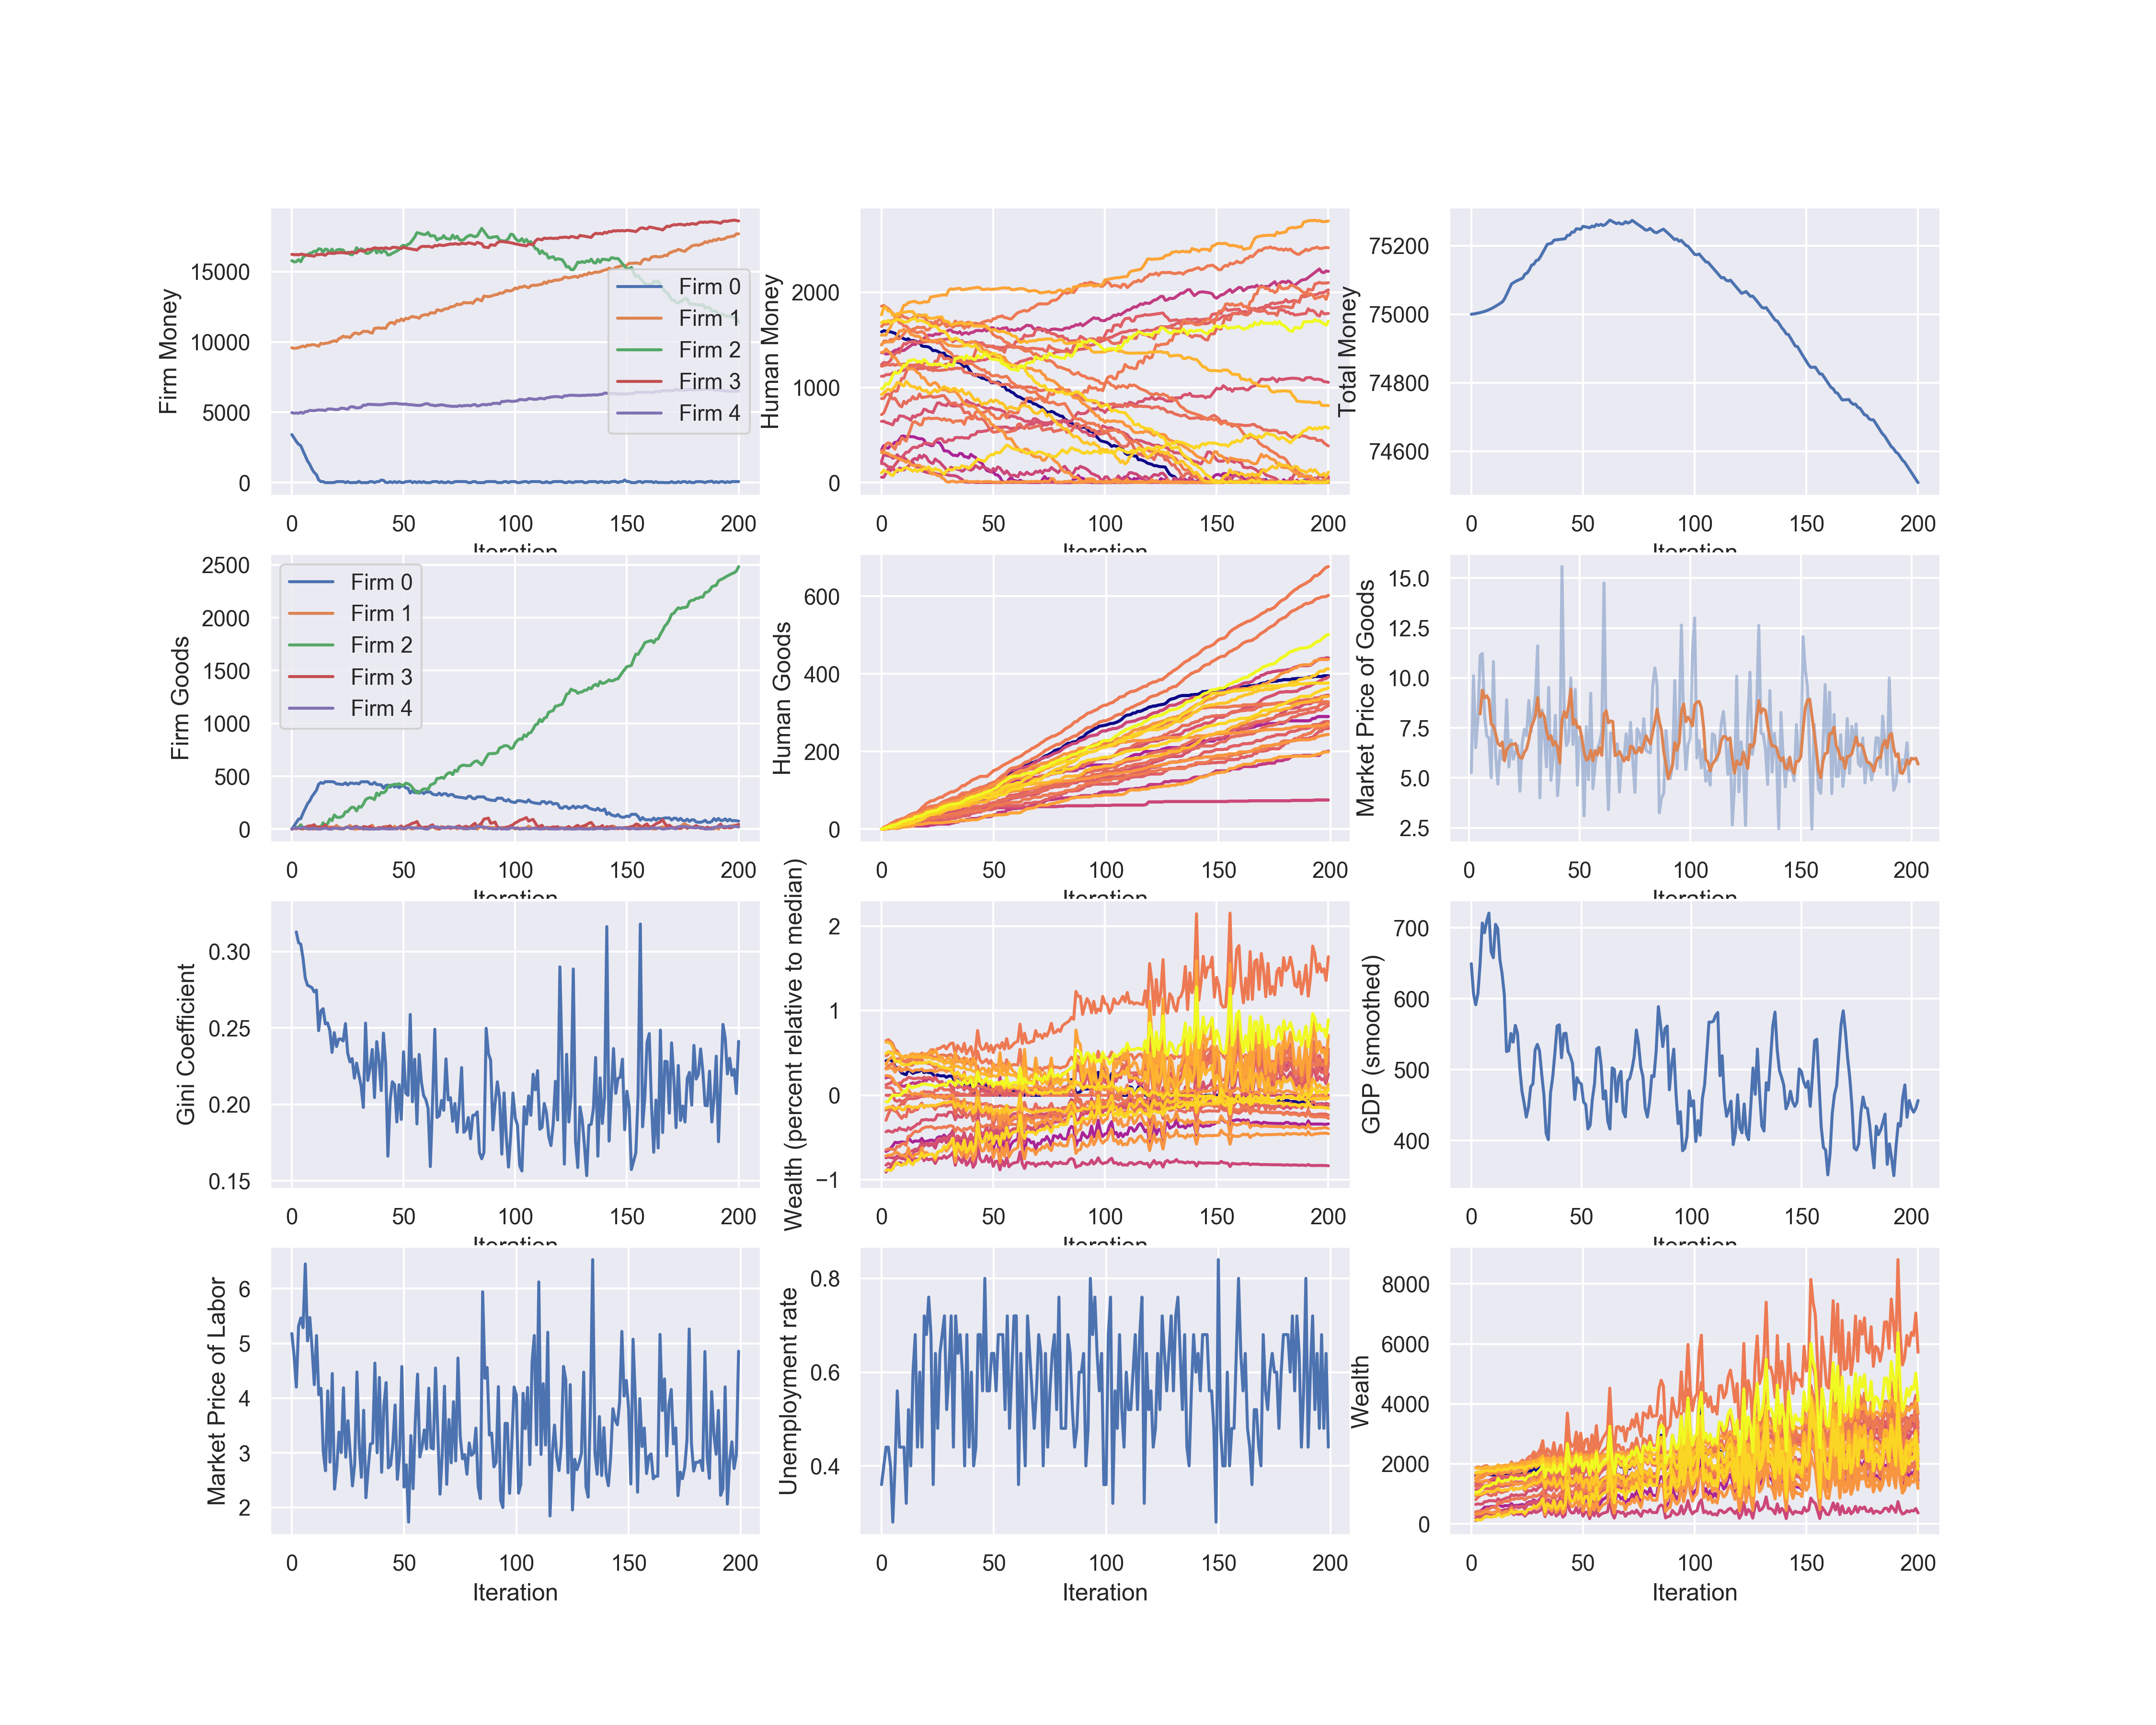 Firm Money
15000
10000
5000
0
Firm 0
Firm 1
Firm 2
Firm 3
Firm 4
0 50 100 150 200
Iteration
Human Money
2000
1000
0
0 50 100 150 200
Iteration
Total Money
75200
75000
74800
74600
0 50 100 150 200
Iteration
Firm Goods
2500
2000
1500
1000
500
0
Firm 0
Firm 1
Firm 2
Firm 3
Firm 4
0 50 100 150 200
Iteration
Human Goods
600
400
200
0
0 50 100 150 200
Iteration
Market Price of Goods
15.0
12.5
10.0
7.5
5.0
2.5
0 50 100 150 200
Iteration
Gini Coefficient
0.30
0.25
0.20
0.15
0 50 100 150 200
Iteration
Wealth (percent relative to median)
2
1
0
−1
0 50 100 150 200
Iteration
GDP (smoothed)
700
600
500
400
0 50 100 150 200
Iteration
Market Price of Labor
6
5
4
3
2
0 50 100 150 200
Iteration
Unemployment rate
0.8
0.6
0.4
0 50 100 150 200
Iteration
Wealth
8000
6000
4000
2000
0
0 50 100 150 200
Iteration